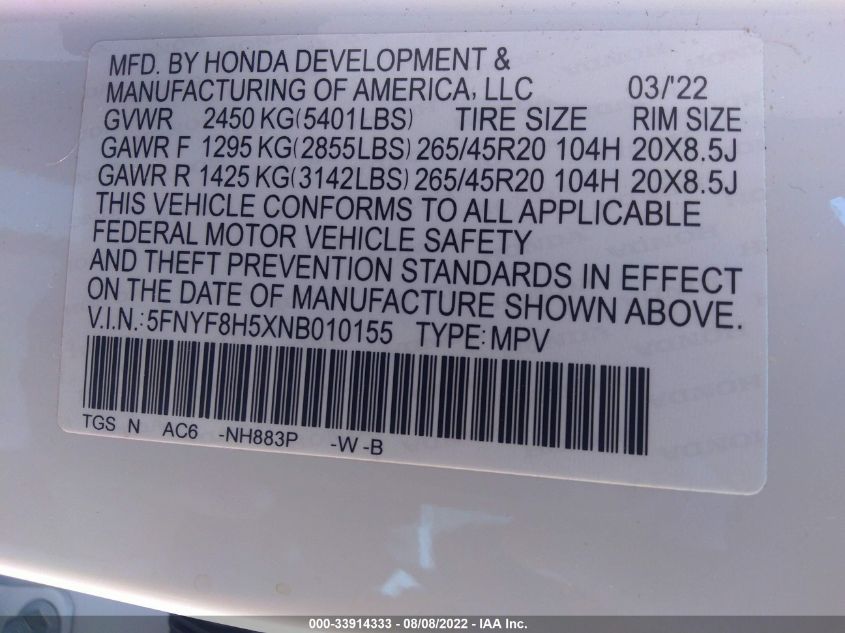 MFD. BY HONDA DEVELOPMENT &
MANUFACTURING OF AMERICA, LLC 03/'22
GVWR 2450 KG(5401LBS) TIRE SIZE RIM SIZE
GAWR F 1295 KG(2855LBS) 265/45R20 104H 20X8.5J
GAWR R 1425 KG(3142LBS) 265/45R20 104H 20X8.5J
THIS VEHICLE CONFORMS TO ALL APPLICABLE
FEDERAL MOTOR VEHICLE SAFETY
AND THEFT PREVENTION STANDARDS IN EFFECT
ON THE DATE OF MANUFACTURE SHOWN ABOVE.
V.I.N.:5FNYF8H5XNB010155 TYPE:MPV
TGS N AC6 -NH883P -W -B
000-33914333 - 08/08/2022 - IAA Inc.